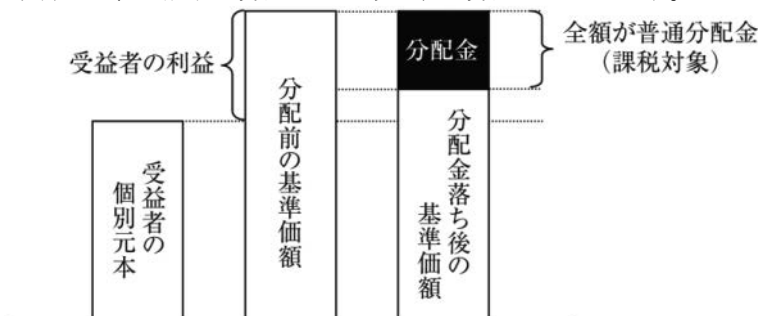 受益者の利益
分配金
全額が普通分配金
（課税対象）
受益者の
個別元本
分配前の基準価額
分配金落ち後の
基準価額